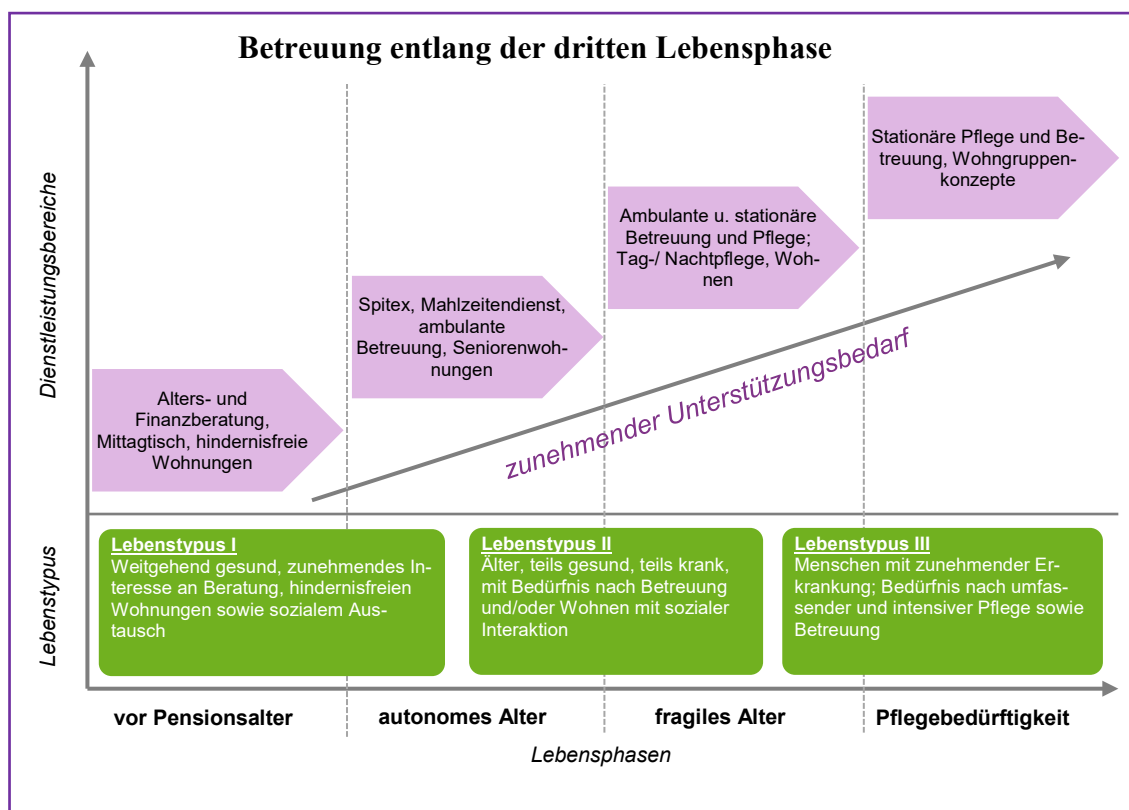 Betreuung entlang der dritten Lebensphase
Dienstleistungsbereiche
Stationäre Pflege und Be-
treuung, Wohngruppen-
konzepte
Ambulante u. stationäre
Betreuung und Pflege;
Tag-/ Nachtpflege, Woh-
nen
Spitex, Mahlzeitendienst,
ambulante
Betreuung, Seniorenwoh-
nungen
Alters- und
Finanzberatung,
Mittagtisch, hindernisfreie
Wohnungen
zunehmender Unterstützungsbedarf
Lebenstypus
Lebenstypus I
Weitgehend gesund, zunehmendes In-
teresse an Beratung, hindernisfreien
Wohnungen sowie sozialem Aus-
tausch
Lebenstypus II
Älter, teils gesund, teils krank,
mit Bedürfnis nach Betreuung
und/oder Wohnen mit sozialer
Interaktion
Lebenstypus III
Menschen mit zunehmender Er-
krankung; Bedürfnis nach umfas-
sender und intensiver Pflege sowie
Betreuung
vor Pensionsalter
autonomes Alter
fragiles Alter
Pflegebedürftigkeit
Lebensphasen